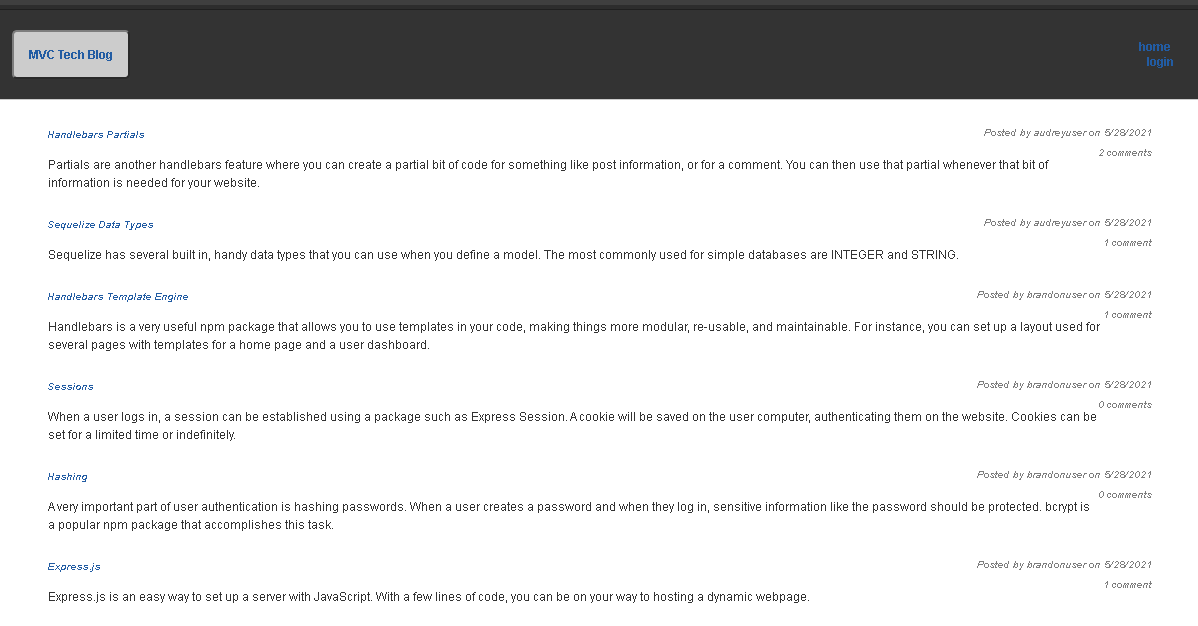 MVC Tech Blog
home
login
Handlebars Partials
Posted by audreyuser on 5/28/2021
2 comments
Partials are another handlebars feature where you can create a partial bit of code for something like post information, or for a comment. You can then use that partial whenever that bit of
information is needed for your website.
Sequelize Data Types
Posted by audreyuser on 5/28/2021
1 comment
Sequelize has several built in, handy data types that you can use when you define a model. The most commonly used for simple databases are INTEGER and STRING.
Handlebars Template Engine
Posted by brandonuser on 5/28/2021
1 comment
Handlebars is a very useful npm package that allows you to use templates in your code, making things more modular, re-usable, and maintainable. For instance, you can set up a layout used for
several pages with templates for a home page and a user dashboard.
Sessions
Posted by brandonuser on 5/28/2021
0 comments
When a user logs in, a session can be established using a package such as Express Session. A cookie will be saved on the user computer, authenticating them on the website. Cookies can be
set for a limited time or indefinitely.
Hashing
Posted by brandonuser on 5/28/2021
0 comments
A very important part of user authentication is hashing passwords. When a user creates a password and when they log in, sensitive information like the password should be protected. bcrypt is
a popular npm package that accomplishes this task.
Express.js
Posted by brandonuser on 5/28/2021
1 comment
Express.js is an easy way to set up a server with JavaScript. With a few lines of code, you can be on your way to hosting a dynamic webpage.